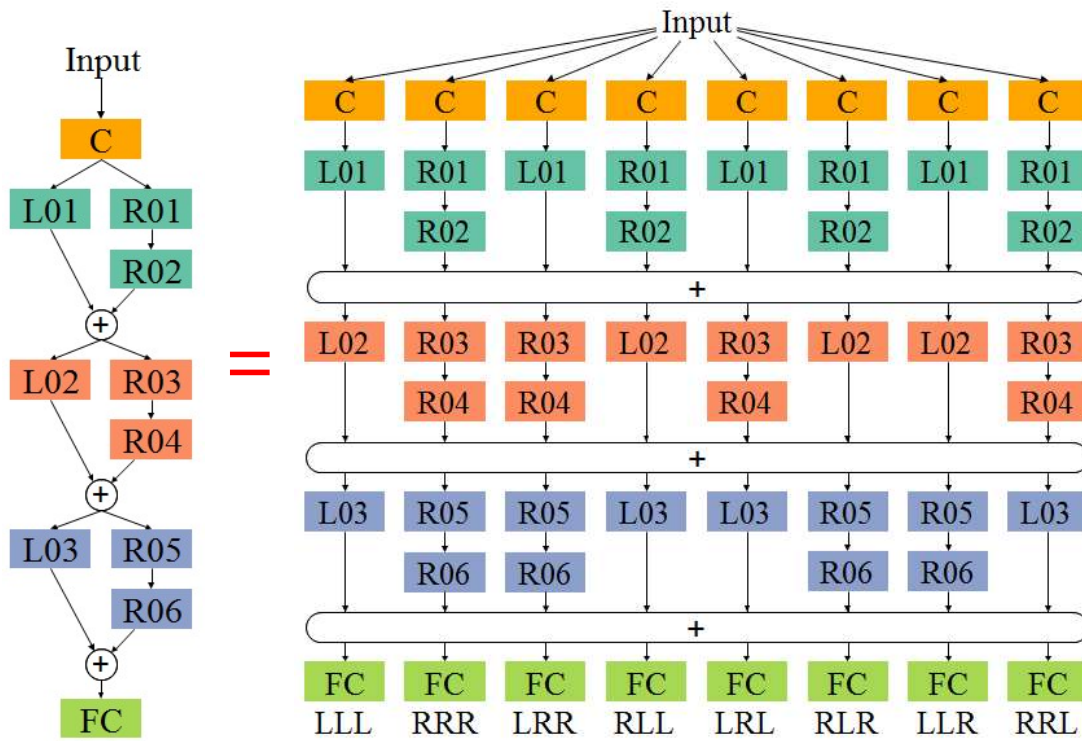 Input
C
L01 R01
R02
+
L02 R03
R04
+
L03 R05
R06
+
FC
=
Input
C C C C C C C C
L01 R01 L01 R01 L01 R01 L01 R01
R02 R02 R02 R02
+
L02 R03 R03 L02 R03 L02 L02 R03
R04 R04 R04 R04
+
L03 R05 R05 L03 L03 R05 R05 L03
R06 R06 R06 R06
+
FC FC FC FC FC FC FC FC
LLL RRR LRR RLL LRL RLR LLR RRL